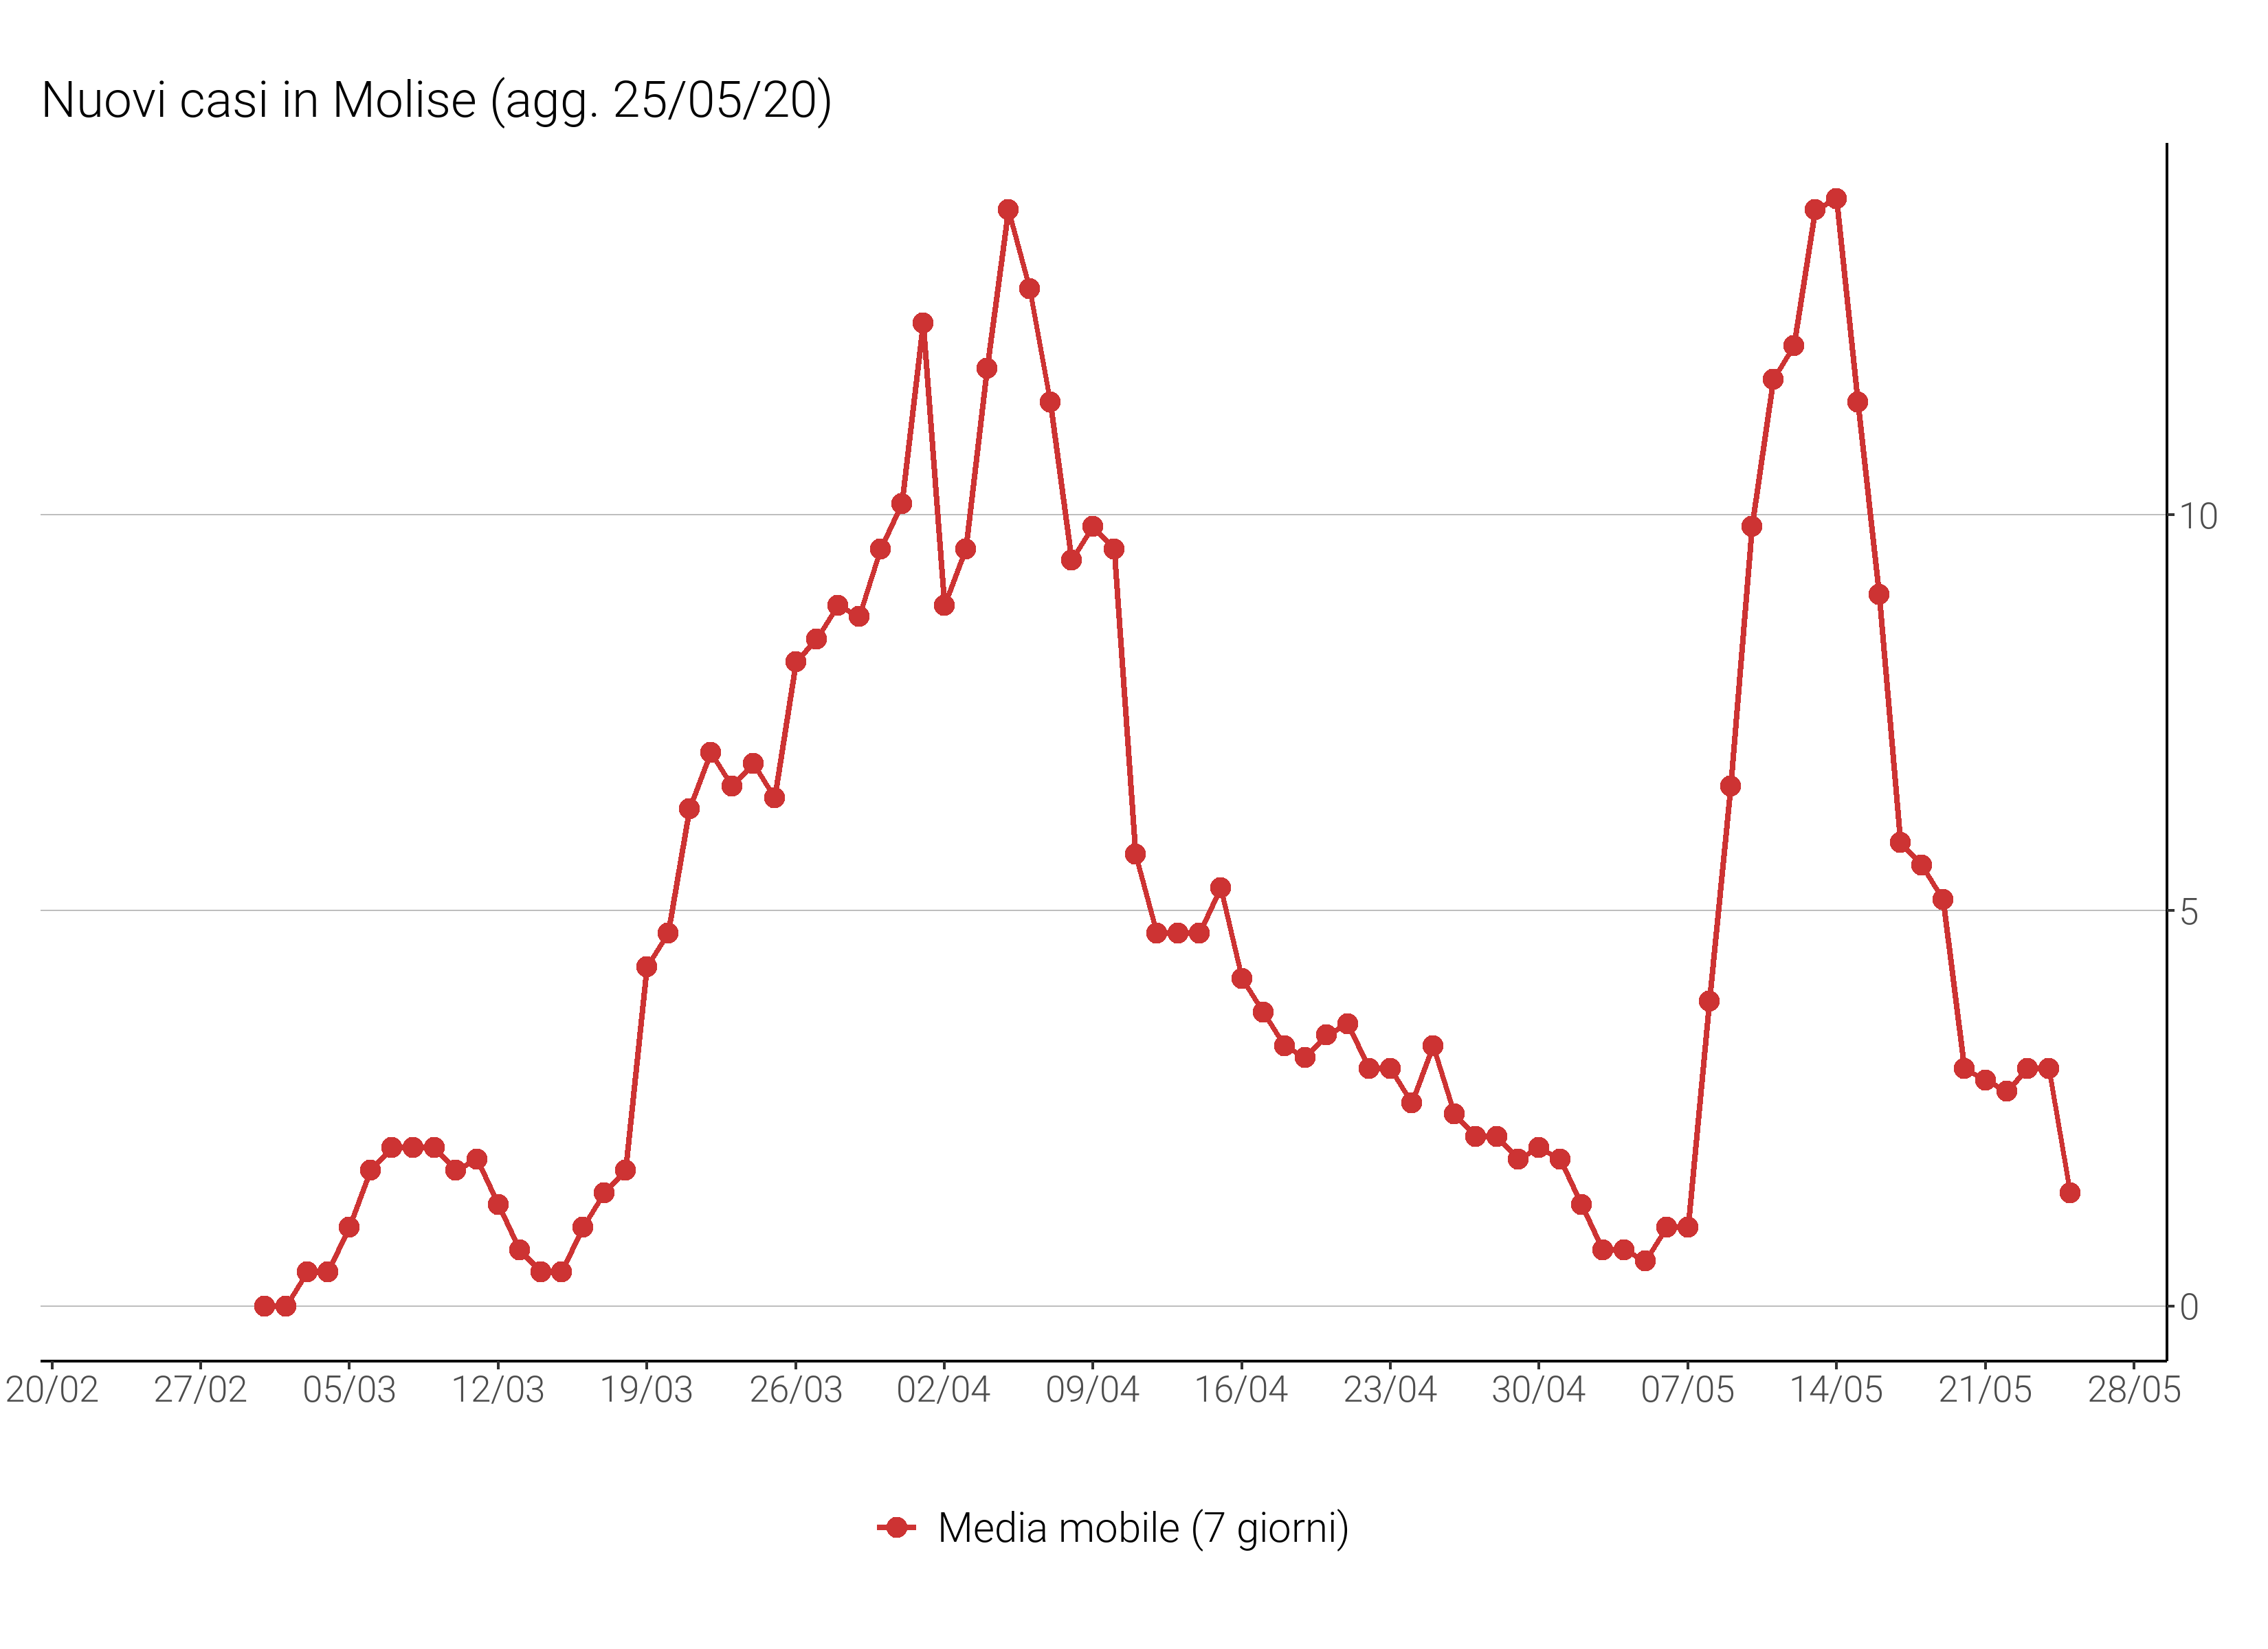 Nuovi casi in Molise (agg. 25/05/20)
10
5
0
20/02 27/02 05/03 12/03 19/03 26/03 02/04 09/04 16/04 23/04 30/04 07/05 14/05 21/05 28/05
Media mobile (7 giorni)